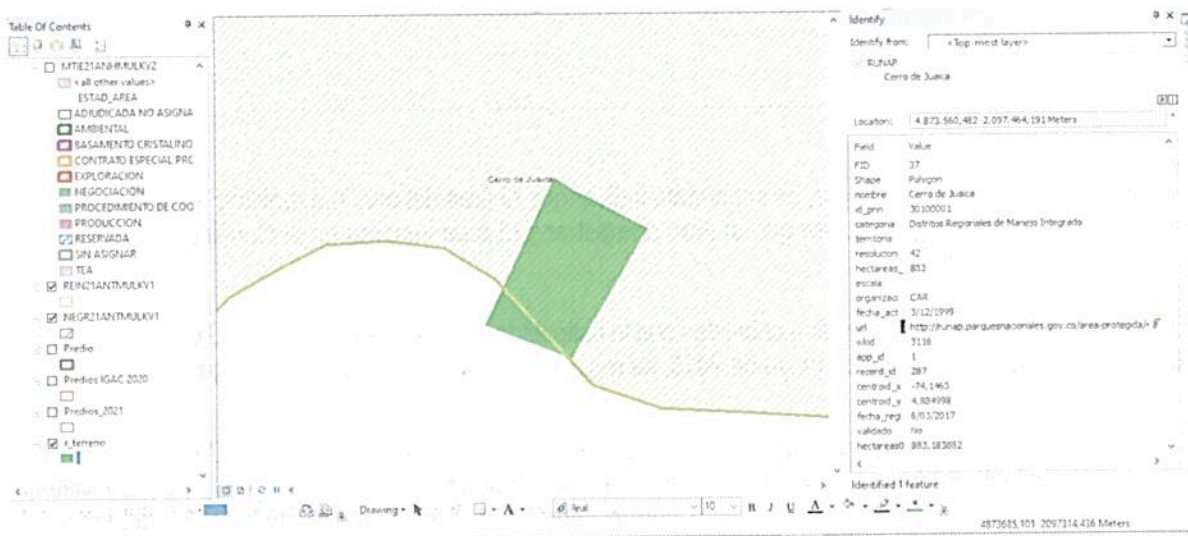 Table Of Contents
MTIE21ANHMULKV2
<all other values>
ESTAD_AREA
ADJUDICADA NO ASIGNA
AMBIENTAL
BASAMENTO CRISTALINO
CONTRATO ESPECIAL PRC
EXPLORACION
NEGOCIACION
PROCEDIMIENTO DE COO
PRODUCCION
RESERVADA
SIN ASIGNAR
TEA
REIN21ANTMULKV1
NEGR21ANTMULKV1
Predio
Predios IGAC 2020
Predios_2021
r_terreno
Cerro de Juaica
Drawing
Arial
10
B I U A
Identify
Identify from: <Top-most layer>
RUNAP
Cerro de Juaica
Location: 4.873.560,482 2.097.464,191 Meters
Field Value
FID 37
Shape Polygon
nombre Cerro de Juaica
id_pnn 30100001
categoria Distritos Regionales de Manejo Integrado
territoria
resolucion 42
hectareas_ 883
escala
organizac CAR
fecha_act 3/12/1999
url http://runap.parquesnacionales.gov.co/area-protegida/
wkid 3116
app_id 1
record_id 287
centroid_x -74,1465
centroid_y 4,884998
fecha_reg 6/03/2017
validado No
hectareas0 883,183882
Identified 1 feature
4873685,101 2097314,436 Meters